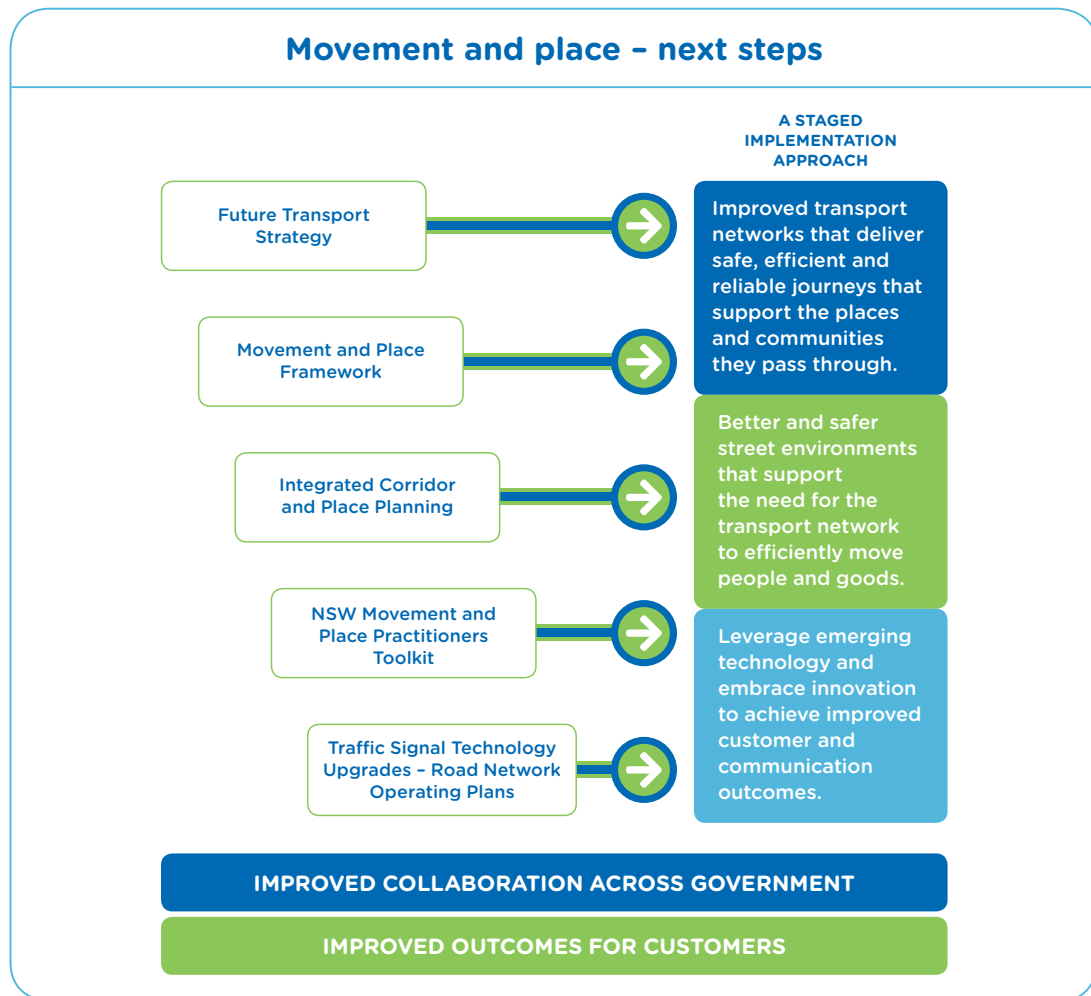 Movement and place – next steps
A STAGED
IMPLEMENTATION
APPROACH
Future Transport
Strategy
Movement and Place
Framework
Integrated Corridor
and Place Planning
NSW Movement and
Place Practitioners
Toolkit
Traffic Signal Technology
Upgrades – Road Network
Operating Plans
Improved transport
networks that deliver
safe, efficient and
reliable journeys that
support the places
and communities
they pass through.
Better and safer
street environments
that support
the need for the
transport network
to efficiently move
people and goods.
Leverage emerging
technology and
embrace innovation
to achieve improved
customer and
communication
outcomes.
IMPROVED COLLABORATION ACROSS GOVERNMENT
IMPROVED OUTCOMES FOR CUSTOMERS